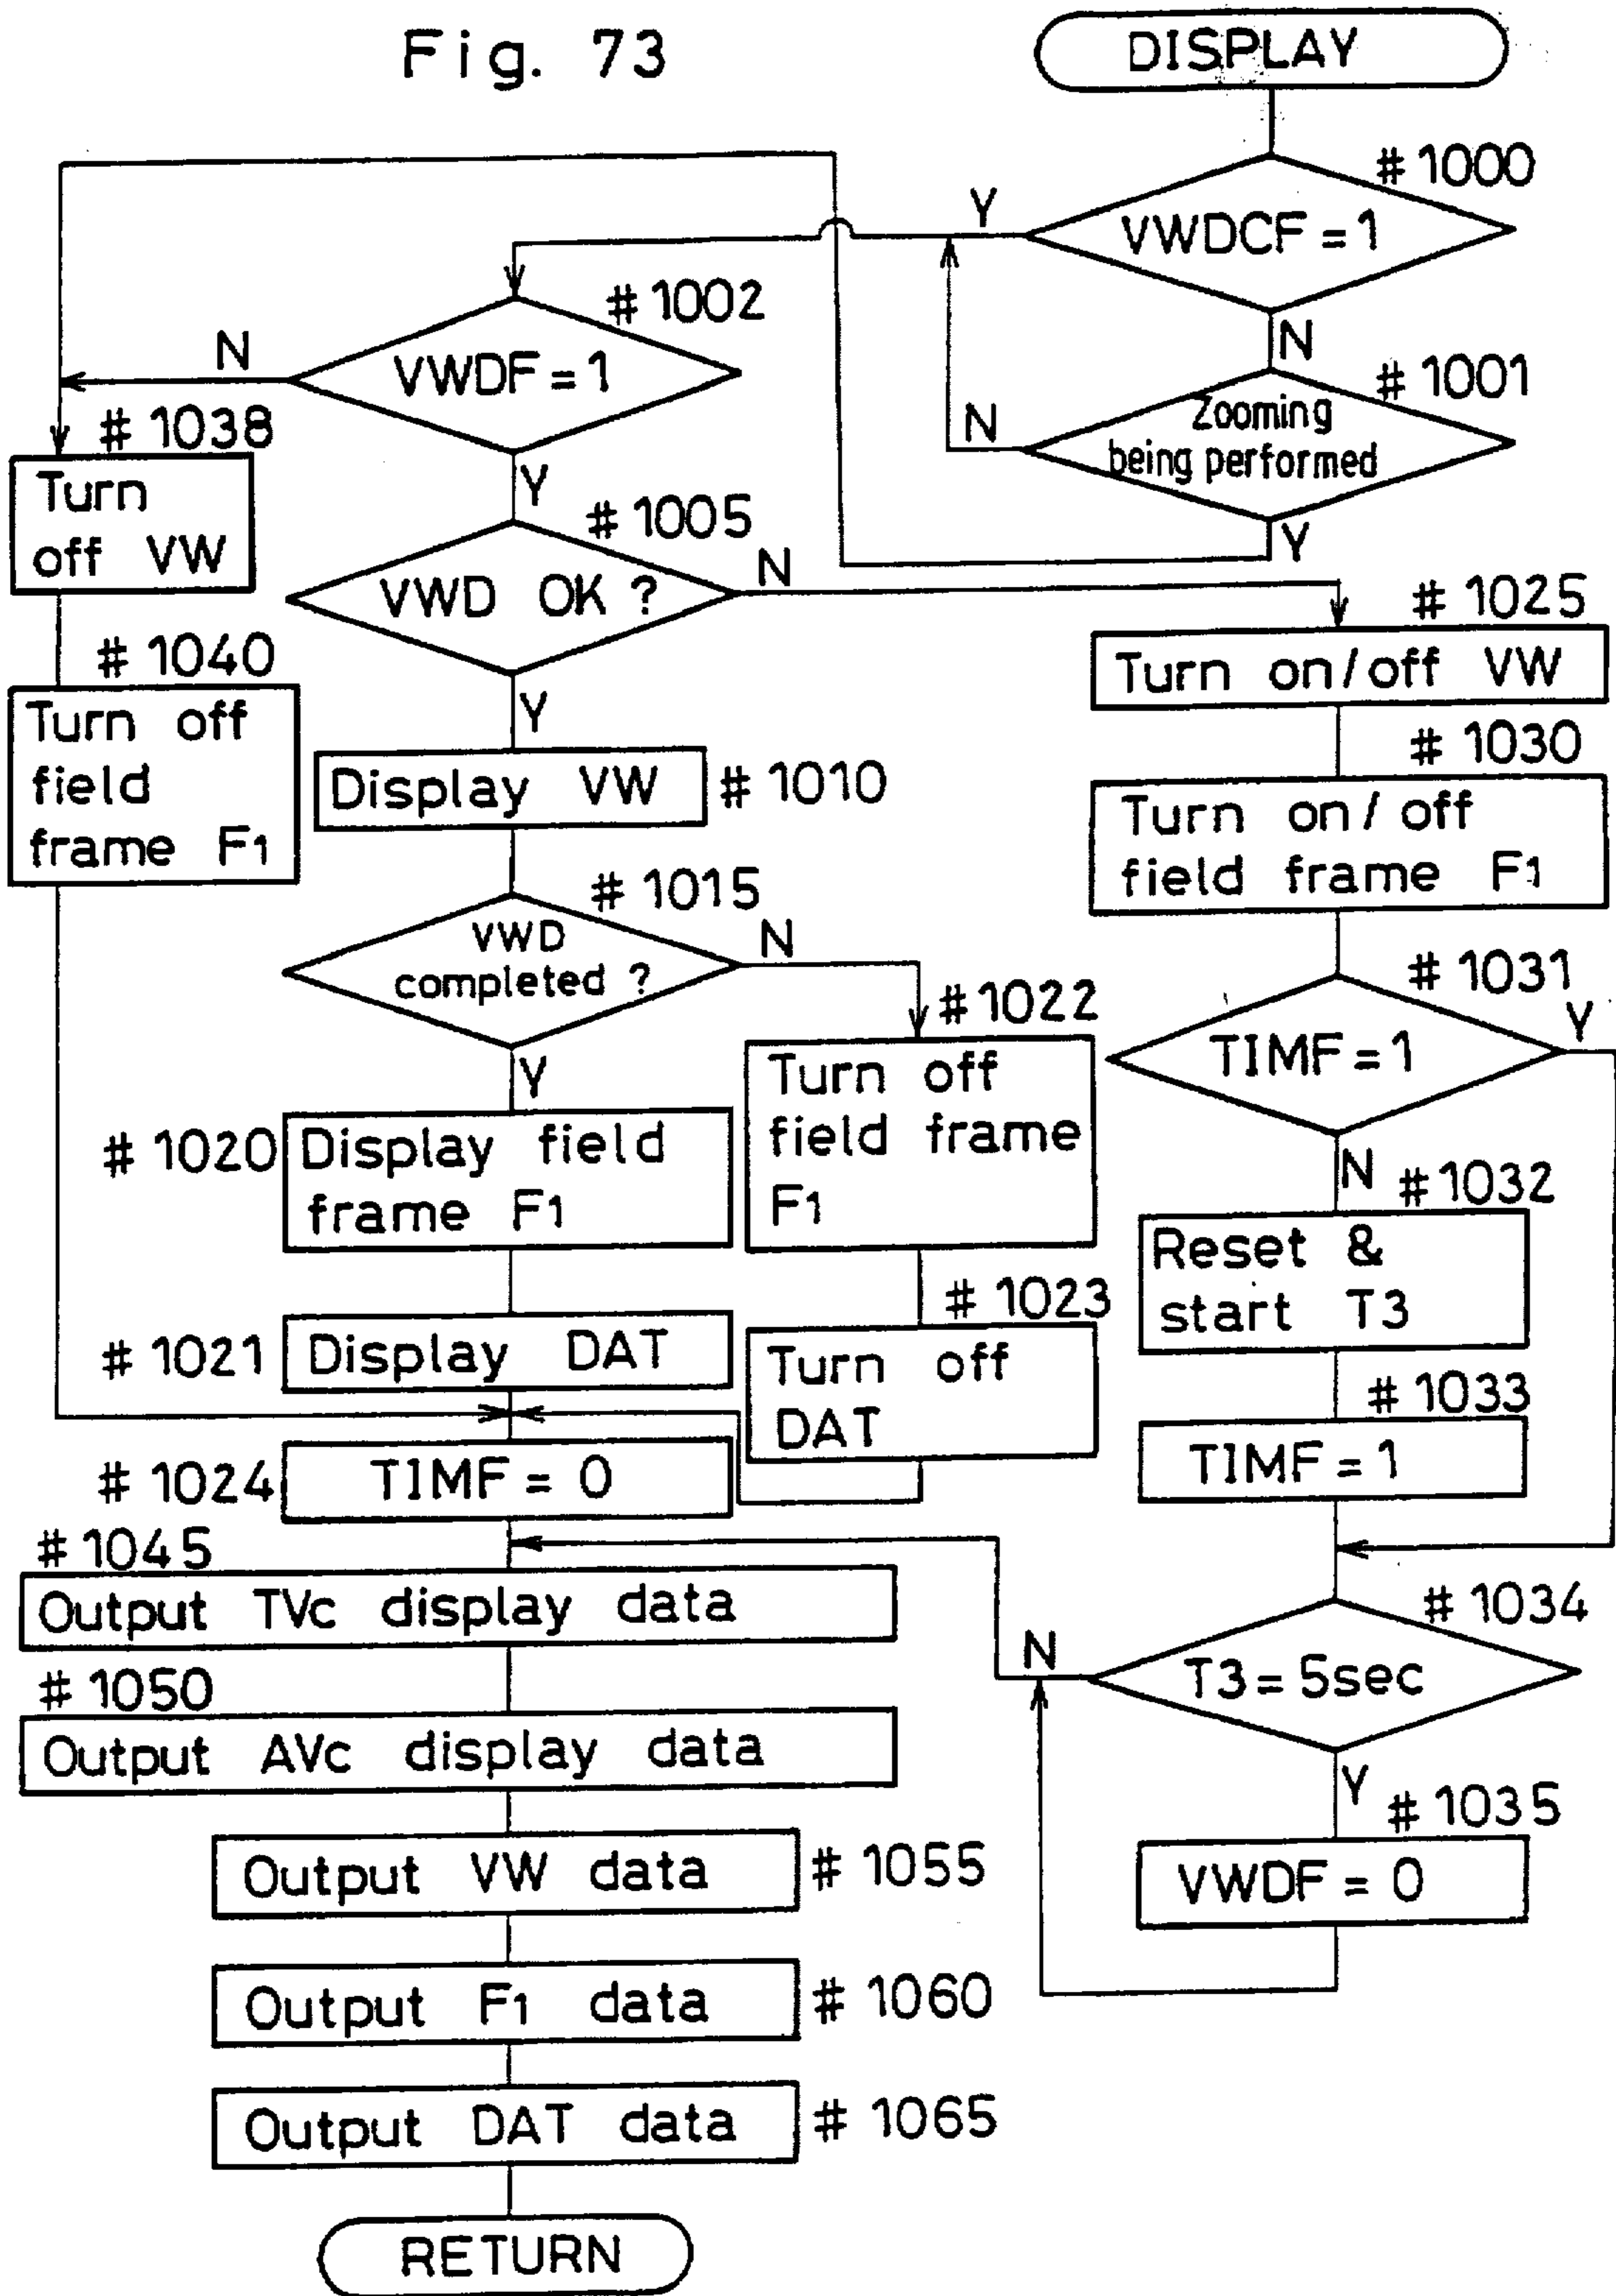 Fig. 73
DISPLAY
# 1000
VWDCF = 1
Y
N
# 1001
Zooming
being performed
N
Y
# 1002
VWDF = 1
N
Y
# 1038
Turn
off VW
# 1040
Turn off
field
frame F1
# 1005
VWD OK ?
N
Y
Display VW
# 1010
# 1015
VWD
completed ?
N
Y
# 1020
Display field
frame F1
# 1021
Display DAT
# 1022
Turn off
field frame
F1
# 1023
Turn off
DAT
# 1024
TIMF = 0
# 1025
Turn on/off VW
# 1030
Turn on/off
field frame F1
# 1031
TIMF = 1
Y
N
# 1032
Reset &
start T3
# 1033
TIMF = 1
# 1034
T3 = 5sec
N
Y
# 1035
VWDF = 0
# 1045
Output TVc display data
# 1050
Output AVc display data
Output VW data
# 1055
Output F1 data
# 1060
Output DAT data
# 1065
RETURN